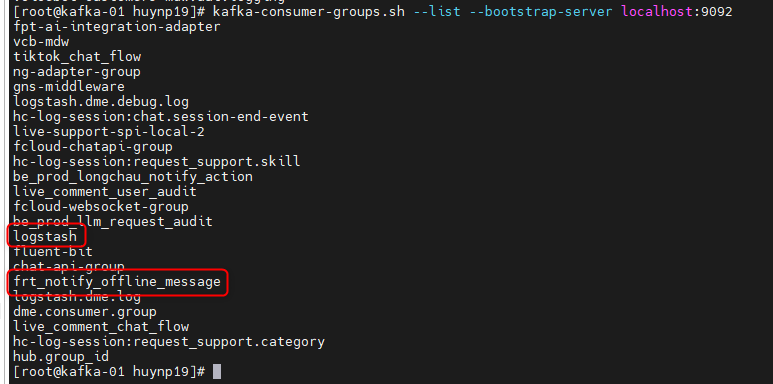 [root@kafka-01 huynp19]# kafka-consumer-groups.sh --list --bootstrap-server localhost:9092
fpt-ai-integration-adapter
vcb-mdw
tiktok_chat_flow
ng-adapter-group
gns-middleware
logstash.dme.debug.log
hc-log-session:chat.session-end-event
live-support-spi-local-2
fcloud-chatapi-group
hc-log-session:request_support.skill
be_prod_longchau_notify_action
live_comment_user_audit
fcloud-websocket-group
be_prod_llm_request_audit
logstash
fluent-bit
chat-api-group
frt_notify_offline_message
logstash.dme.log
dme.consumer.group
live_comment_chat_flow
hc-log-session:request_support.category
hub.group_id
[root@kafka-01 huynp19]#